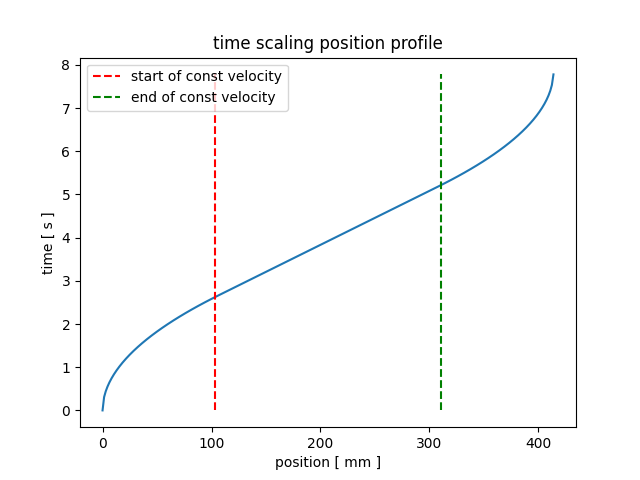 time scaling position profile
start of const velocity
end of const velocity
8
7
6
5
4
3
2
1
0
time [ s ]
0 100 200 300 400
position [ mm ]